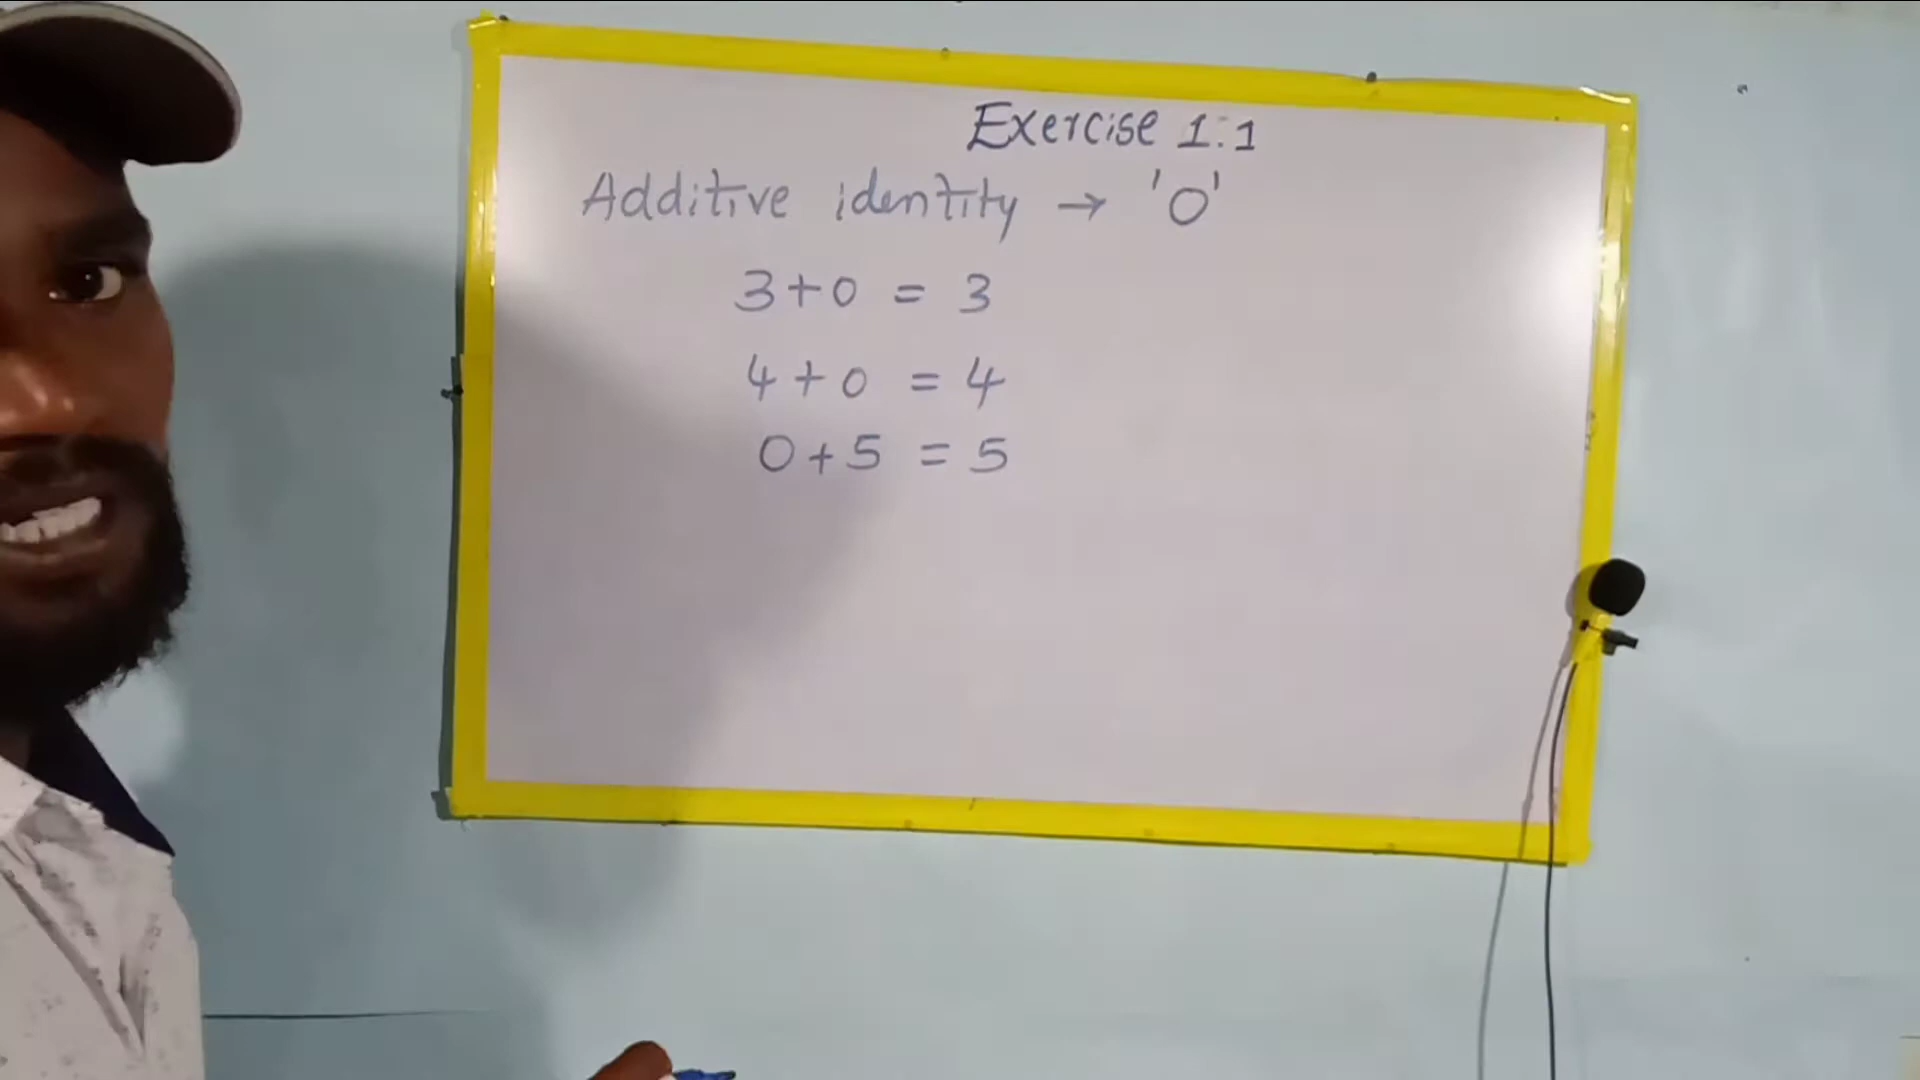 Exercise 1.1
Additive identity → '0'
3+0 = 3
4+0 = 4
0+5 = 5